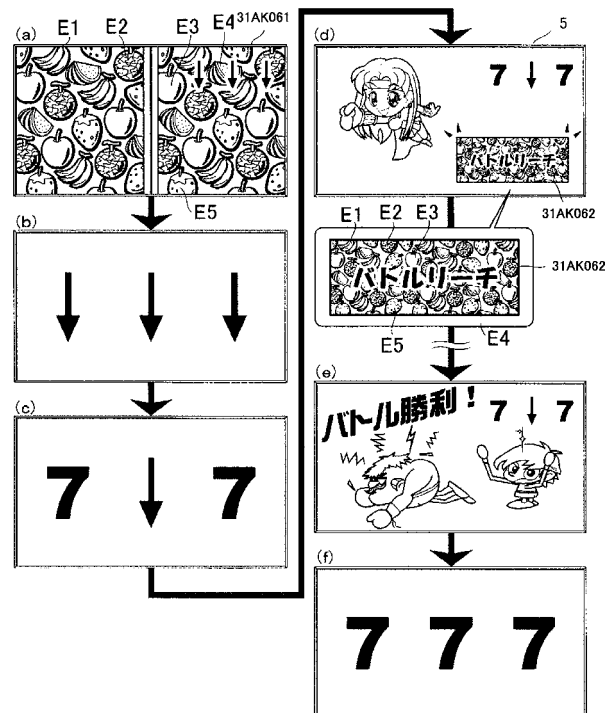 (a)
E1 E2 E3 E4 31AK061
E5
(b)
(c)
7 7
(d)
5
7 7
バトルリーチ
31AK062
E1 E2 E3
バトルリーチ
31AK062
E5 E4
(e)
バトル勝利！
7 7
(f)
7 7 7